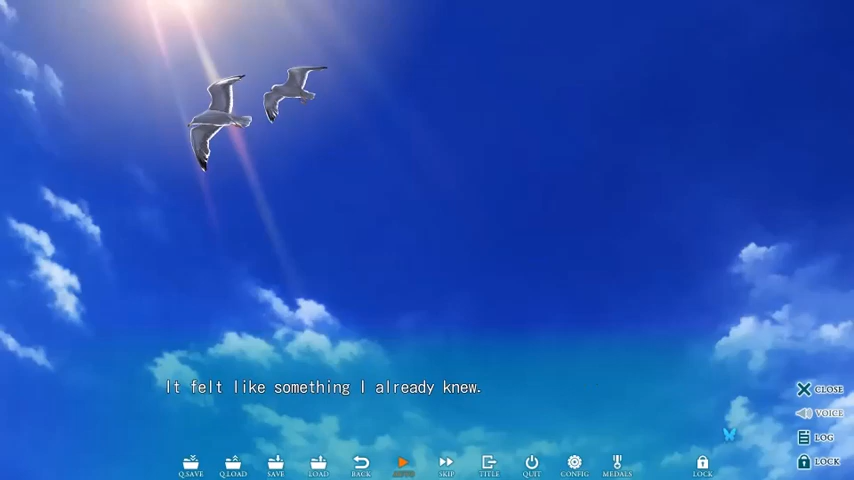 It felt like something I already knew.
CLOSE
VOICE
LOG
LOCK
Q.SAVE Q.LOAD SAVE LOAD BACK AUTO SKIP TITLE QUIT CONFIG MEDALS LOCK